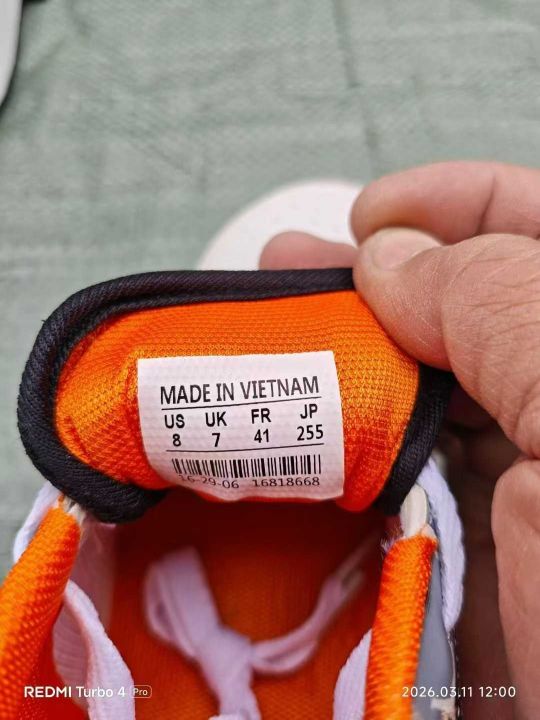 MADE IN VIETNAM
US UK FR JP
8 7 41 255
16-29-06 16818668
REDMI Turbo 4 Pro
2026.03.11 12:00